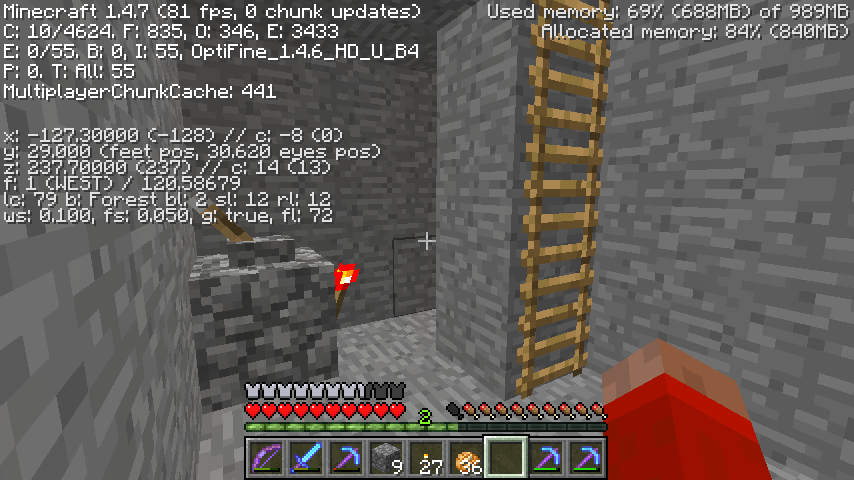 Minecraft 1.4.7 (81 fps, 0 chunk updates)
Used memory: 69% (688MB) of 989MB
C: 10/4624, F: 835, O: 346, E: 3433
Allocated memory: 84% (840MB)
E: 0/55, B: 0, I: 55, OptiFine_1.4.6_HD_U_B4
P: 0, T: All: 55
MultiplayerChunkCache: 441
x: -127.30000 (-128) // c: -8 (0)
y: 29.000 (feet pos, 30.620 eyes pos)
z: 237.70000 (237) // c: 14 (13)
f: 1 (WEST) / 120.58679
lc: 79 b: Forest bl: 2 sl: 12 rl: 12
ws: 0.100, fs: 0.050, g: true, fl: 72
2
9 27 36